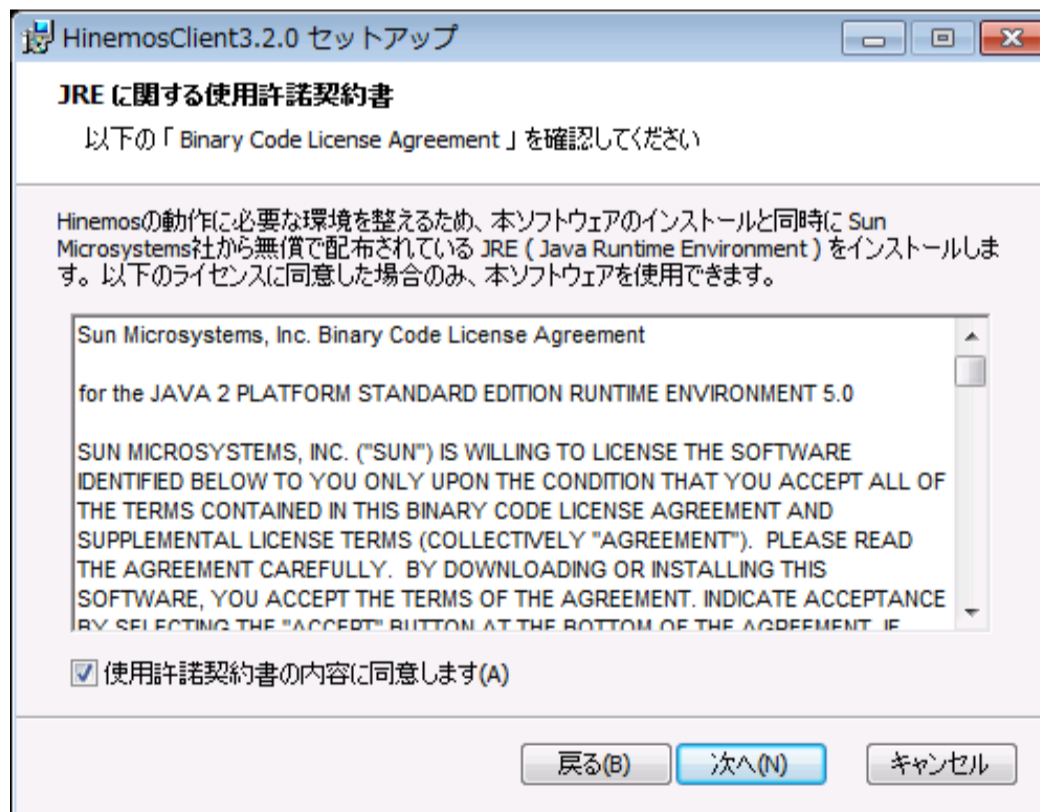 HinemosClient3.2.0 セットアップ
JRE に関する使用許諾契約書
以下の「 Binary Code License Agreement 」を確認してください
Hinemosの動作に必要な環境を整えるため、本ソフトウェアのインストールと同時に Sun
Microsystems社から無償で配布されている JRE ( Java Runtime Environment ) をインストールしま
す。以下のライセンスに同意した場合のみ、本ソフトウェアを使用できます。
Sun Microsystems, Inc. Binary Code License Agreement
for the JAVA 2 PLATFORM STANDARD EDITION RUNTIME ENVIRONMENT 5.0
SUN MICROSYSTEMS, INC. ("SUN") IS WILLING TO LICENSE THE SOFTWARE
IDENTIFIED BELOW TO YOU ONLY UPON THE CONDITION THAT YOU ACCEPT ALL OF
THE TERMS CONTAINED IN THIS BINARY CODE LICENSE AGREEMENT AND
SUPPLEMENTAL LICENSE TERMS (COLLECTIVELY "AGREEMENT").  PLEASE READ
THE AGREEMENT CAREFULLY.  BY DOWNLOADING OR INSTALLING THIS
SOFTWARE, YOU ACCEPT THE TERMS OF THE AGREEMENT. INDICATE ACCEPTANCE
BY SELECTING THE "ACCEPT" BUTTON AT THE BOTTOM OF THE AGREEMENT. IF
使用許諾契約書の内容に同意します(A)
戻る(B) 次へ(N) キャンセル